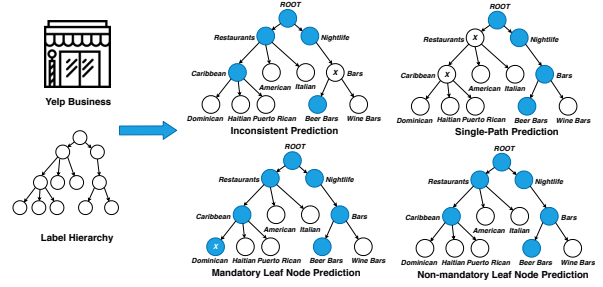 Yelp Business
Label Hierarchy
ROOT
Restaurants
Nightlife
Caribbean
x
Bars
American
Italian
Dominican
Haitian
Puerto Rican
Beer Bars
Wine Bars
Inconsistent Prediction
ROOT
Restaurants
x
Nightlife
Caribbean
x
Bars
American
Italian
Dominican
Haitian
Puerto Rican
Beer Bars
Wine Bars
Single-Path Prediction
ROOT
Restaurants
Nightlife
Caribbean
Bars
American
Italian
x
Dominican
Haitian
Puerto Rican
Beer Bars
Wine Bars
Mandatory Leaf Node Prediction
ROOT
Restaurants
Nightlife
Caribbean
Bars
American
Italian
Dominican
Haitian
Puerto Rican
Beer Bars
Wine Bars
Non-mandatory Leaf Node Prediction